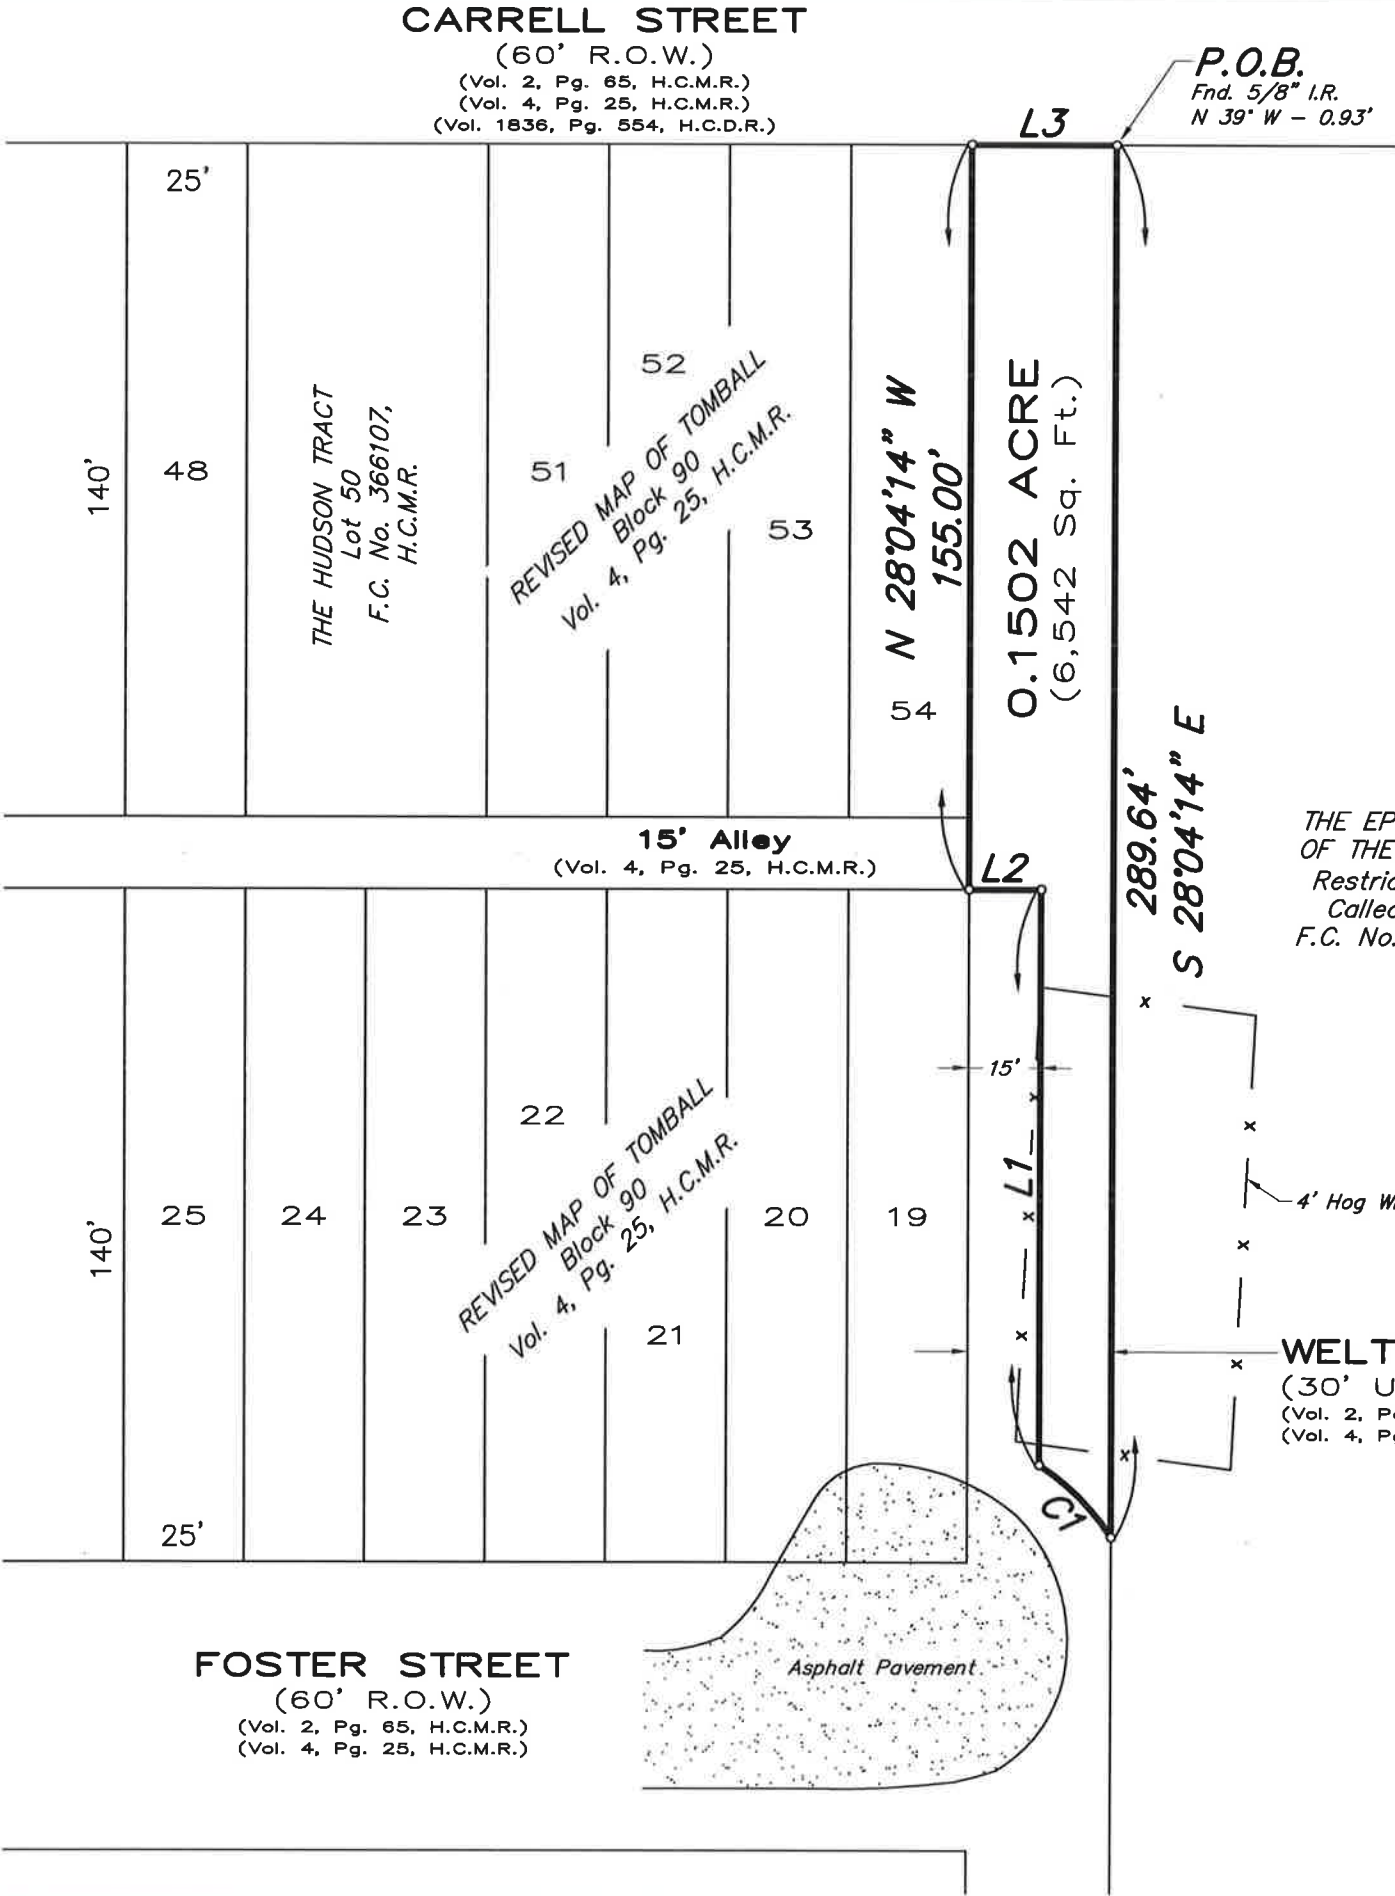 CARRELL STREET
(60' R.O.W.)
(Vol. 2, Pg. 65, H.C.M.R.)
(Vol. 4, Pg. 25, H.C.M.R.)
(Vol. 1836, Pg. 554, H.C.D.R.)
P.O.B.
Fnd. 5/8" I.R.
N 39° W - 0.93'
L3
25'
140'
48
THE HUDSON TRACT
Lot 50
F.C. No. 366107,
H.C.M.R.
51
52
53
REVISED MAP OF TOMBALL
Block 90
Vol. 4, Pg. 25, H.C.M.R.
54
N 28°04'14" W
155.00'
0.1502 ACRE
(6,542 Sq. Ft.)
289.64'
S 28°04'14" E
THE EP
OF THE
Restric
Called
F.C. No.
15' Alley
(Vol. 4, Pg. 25, H.C.M.R.)
L2
x
15'
x
L1
x
x
x
x
x
x
x
4' Hog Wi
140'
25
24
23
22
21
20
19
REVISED MAP OF TOMBALL
Block 90
Vol. 4, Pg. 25, H.C.M.R.
25'
WELT
(30' U
(Vol. 2, P
(Vol. 4, P
C1
Asphalt Pavement
FOSTER STREET
(60' R.O.W.)
(Vol. 2, Pg. 65, H.C.M.R.)
(Vol. 4, Pg. 25, H.C.M.R.)